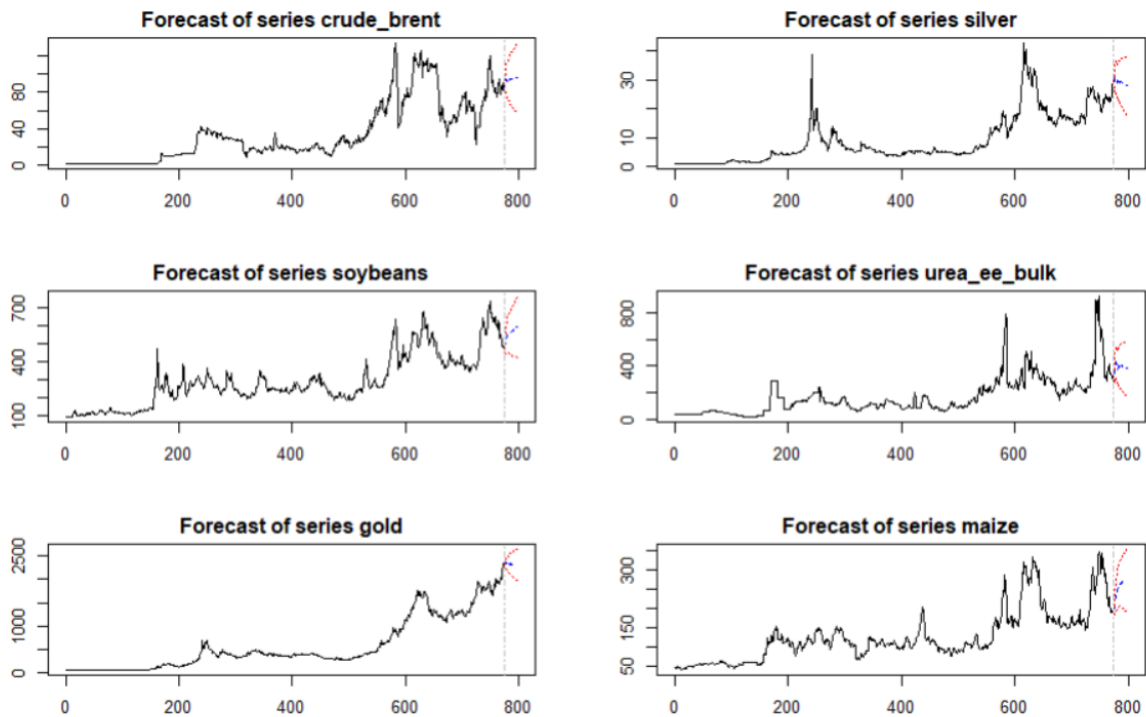 Forecast of series crude_brent
0 40 80
0 200 400 600 800
Forecast of series silver
0 10 30
0 200 400 600 800
Forecast of series soybeans
100 400 700
0 200 400 600 800
Forecast of series urea_ee_bulk
0 400 800
0 200 400 600 800
Forecast of series gold
0 1000 2500
0 200 400 600 800
Forecast of series maize
50 150 300
0 200 400 600 800